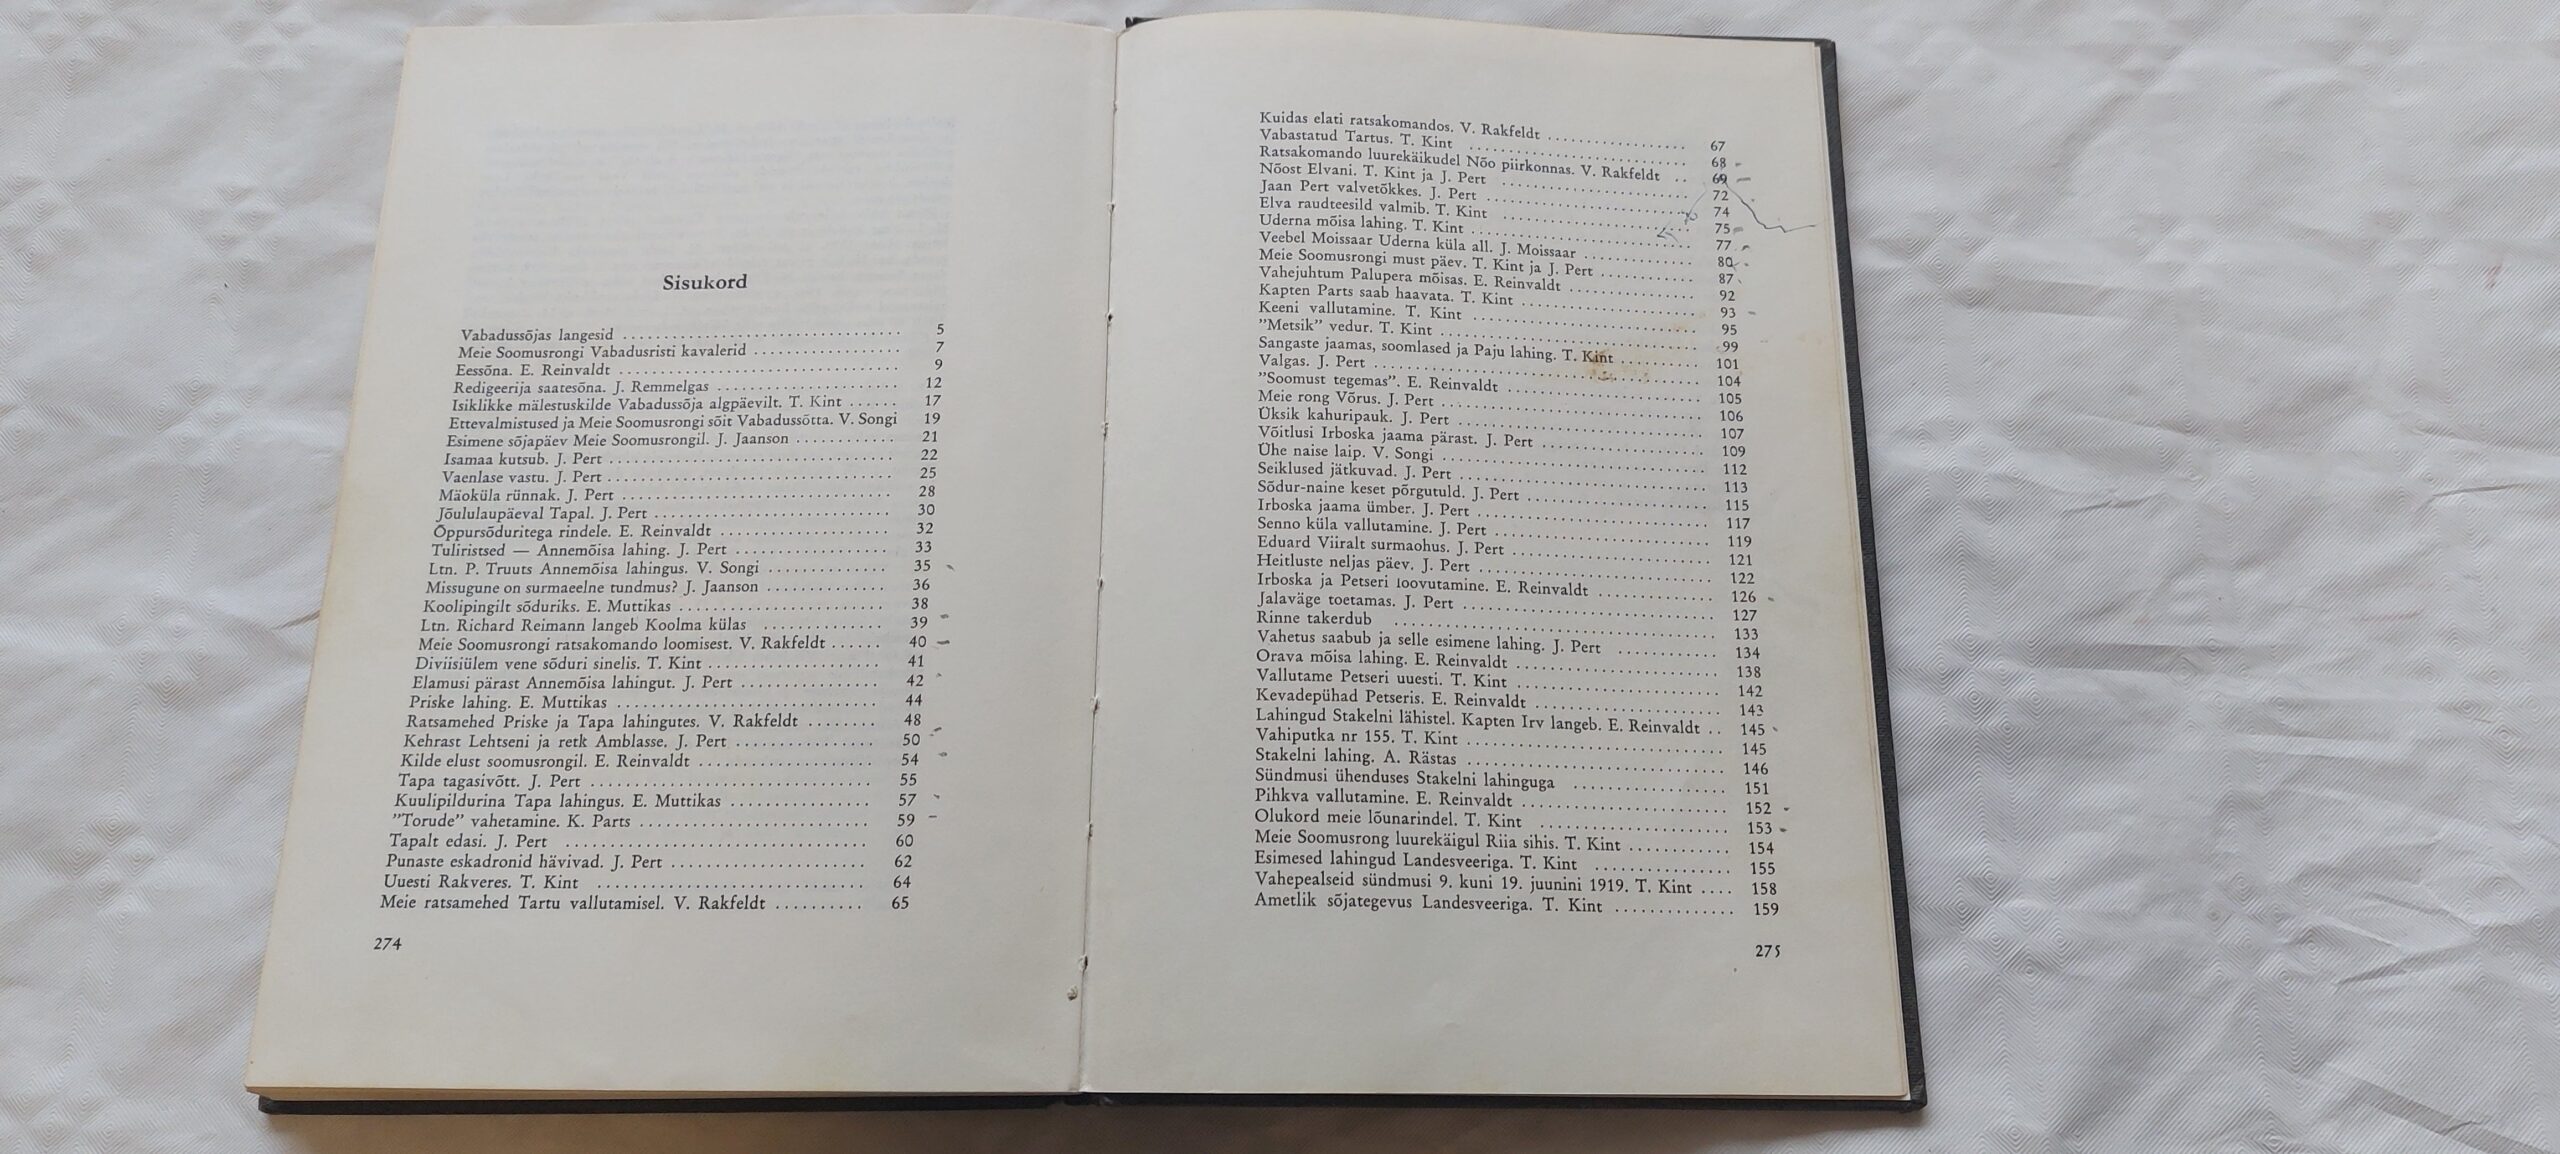 Sisukord
Vabadussõjas langesid .................................. 5
Meie Soomusrongi Vabadusristi kavalerid .................. 7
Eessõna. E. Reinvaldt .................................. 9
Redigeerija saatesõna. J. Remmelgas ...................... 12
Isiklikke mälestuskilde Vabadussõja algpäevilt. T. Kint ...... 17
Ettevalmistused ja Meie Soomusrongi sõit Vabadussõtta. V. Songi 19
Esimene sõjapäev Meie Soomusrongil. J. Jaanson ............ 21
Isamaa kutsub. J. Pert .................................. 22
Vaenlase vastu. J. Pert .................................. 25
Mäoküla rünnak. J. Pert ................................ 28
Jõululaupäeval Tapal. J. Pert ............................. 30
Õppursõduritega rindele. E. Reinvaldt .................... 32
Tuliristsed — Annemõisa lahing. J. Pert .................. 33
Ltn. P. Truuts Annemõisa lahingus. V. Songi .............. 35
Missugune on surmaeelne tundmus? J. Jaanson .............. 36
Koolipingilt sõduriks. E. Muttikas ........................ 38
Ltn. Richard Reimann langeb Koolma külas .............. 39
Meie Soomusrongi ratsakomando loomisest. V. Rakfeldt ...... 40
Diviisiülem vene sõduri sinelis. T. Kint .................... 41
Elamusi pärast Annemõisa lahingut. J. Pert ................ 42
Priske lahing. E. Muttikas ............................... 44
Ratsamehed Priske ja Tapa lahingutes. V. Rakfeldt ........ 48
Kehrast Lehtseni ja retk Amblasse. J. Pert ................ 50
Kilde elust soomusrongil. E. Reinvaldt .................... 54
Tapa tagasivõtt. J. Pert ................................. 55
Kuulipildurina Tapa lahingus. E. Muttikas ................ 57
"Torude" vahetamine. K. Parts ........................... 59
Tapalt edasi. J. Pert .................................... 60
Punaste eskadronid hävivad. J. Pert ....................... 62
Uuesti Rakveres. T. Kint ............................... 64
Meie ratsamehed Tartu vallutamisel. V. Rakfeldt .......... 65
274
Kuidas elati ratsakomandos. V. Rakfeldt .................. 67
Vabastatud Tartus. T. Kint ............................. 68
Ratsakomando luurekäikudel Nõo piirkonnas. V. Rakfeldt .. 69
Nõost Elvani. T. Kint ja J. Pert ......................... 72
Jaan Pert valvetõkkes. J. Pert ........................... 74
Elva raudteesild valmib. T. Kint ......................... 75
Uderna mõisa lahing. T. Kint ............................ 77
Veebel Moissaar Uderna küla all. J. Moissaar .............. 80
Meie Soomusrongi must päev. T. Kint ja J. Pert ............ 87
Vahejuhtum Palupera mõisas. E. Reinvaldt ................ 92
Kapten Parts saab haavata. T. Kint ...................... 93
Keeni vallutamine. T. Kint ............................. 95
"Metsik" vedur. T. Kint ................................ 99
Sangaste jaamas, soomlased ja Paju lahing. T. Kint .......... 101
Valgas. J. Pert ........................................ 104
"Soomust tegemas". E. Reinvaldt ......................... 105
Meie rong Võrus. J. Pert ................................ 106
Üksik kahuripauk. J. Pert ............................... 107
Võitlusi Irboska jaama pärast. J. Pert ..................... 109
Ühe naise laip. V. Songi ................................ 112
Seiklused jätkuvad. J. Pert .............................. 113
Sõdur-naine keset põrgutuld. J. Pert ...................... 115
Irboska jaama ümber. J. Pert ............................ 117
Senno küla vallutamine. J. Pert .......................... 119
Eduard Viiralt surmaohus. J. Pert ........................ 121
Heitluste neljas päev. J. Pert ............................ 122
Irboska ja Petseri loovutamine. E. Reinvaldt .............. 126
Jalaväge toetamas. J. Pert .............................. 127
Rinne takerdub ....................................... 133
Vahetus saabub ja selle esimene lahing. J. Pert ............ 134
Orava mõisa lahing. E. Reinvaldt ......................... 138
Vallutame Petseri uuesti. T. Kint ......................... 142
Kevadepühad Petseris. E. Reinvaldt ....................... 143
Lahingud Stakelni lähistel. Kapten Irv langeb. E. Reinvaldt .. 145
Vahiputka nr 155. T. Kint ............................... 145
Stakelni lahing. A. Rästas ............................... 146
Sündmusi ühenduses Stakelni lahinguga ................... 151
Pihkva vallutamine. E. Reinvaldt ......................... 152
Olukord meie lõunarindel. T. Kint ....................... 153
Meie Soomusrong luurekäigul Riia sihis. T. Kint ............ 154
Esimesed lahingud Landesveeriga. T. Kint ................ 155
Vahepealseid sündmusi 9. kuni 19. juunini 1919. T. Kint .... 158
Ametlik sõjategevus Landesveeriga. T. Kint .............. 159
275